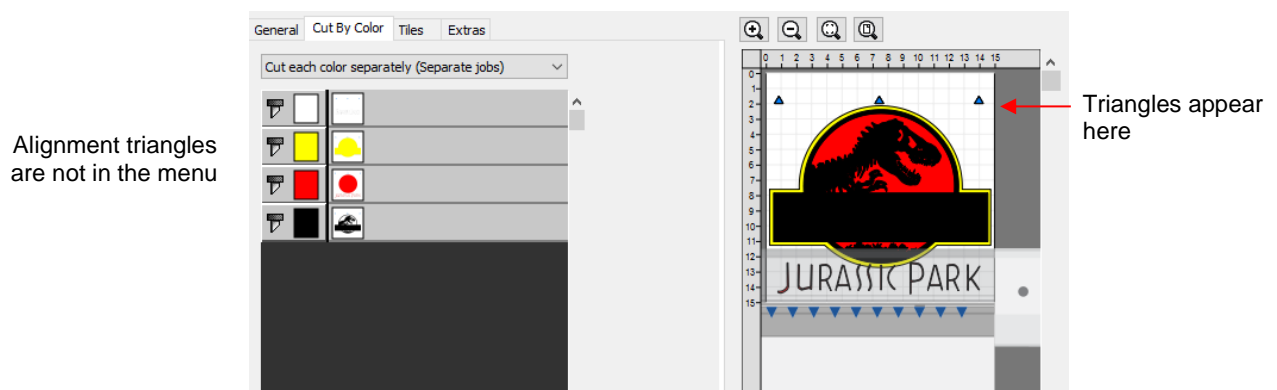 General Cut By Color Tiles Extras
Cut each color separately (Separate jobs)
Alignment triangles
are not in the menu
0 1 2 3 4 5 6 7 8 9 10 11 12 13 14 15
0
1
2
3
4
5
6
7
8
9
10
11
12
13
14
15
JURASSIC PARK
Triangles appear
here